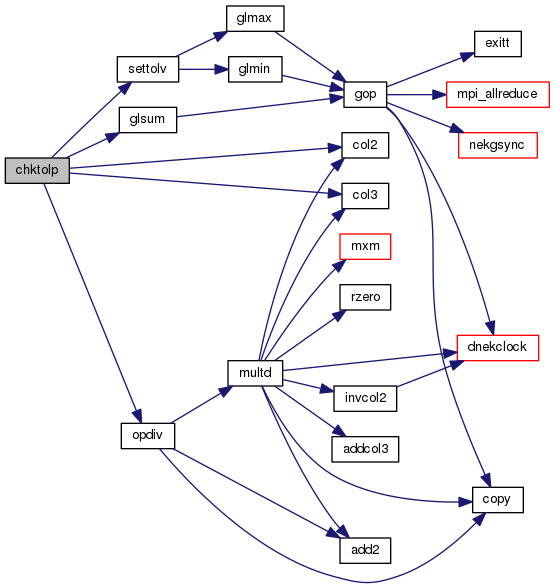 glmax
exitt
settolv
glmin
gop
mpi_allreduce
glsum
nekgsync
col2
chktolp
col3
mxm
rzero
dnekclock
multd
invcol2
opdiv
addcol3
copy
add2